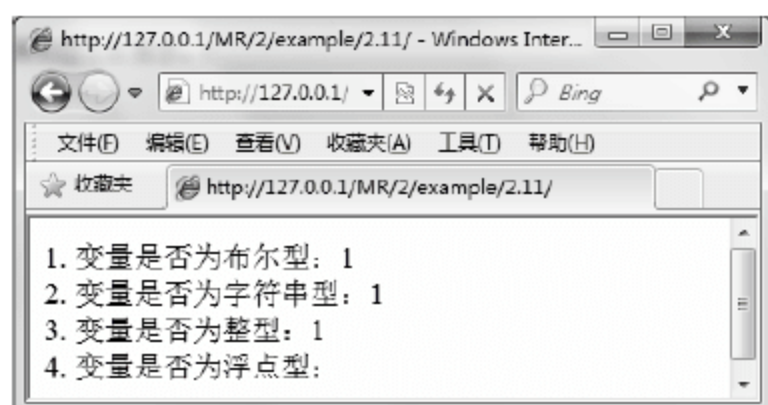 http://127.0.0.1/MR/2/example/2.11/ - Windows Inter...
http://127.0.0.1/
Bing
文件(F) 编辑(E) 查看(V) 收藏夹(A) 工具(T) 帮助(H)
收藏夹 http://127.0.0.1/MR/2/example/2.11/
1. 变量是否为布尔型：1
2. 变量是否为字符串型：1
3. 变量是否为整型：1
4. 变量是否为浮点型：